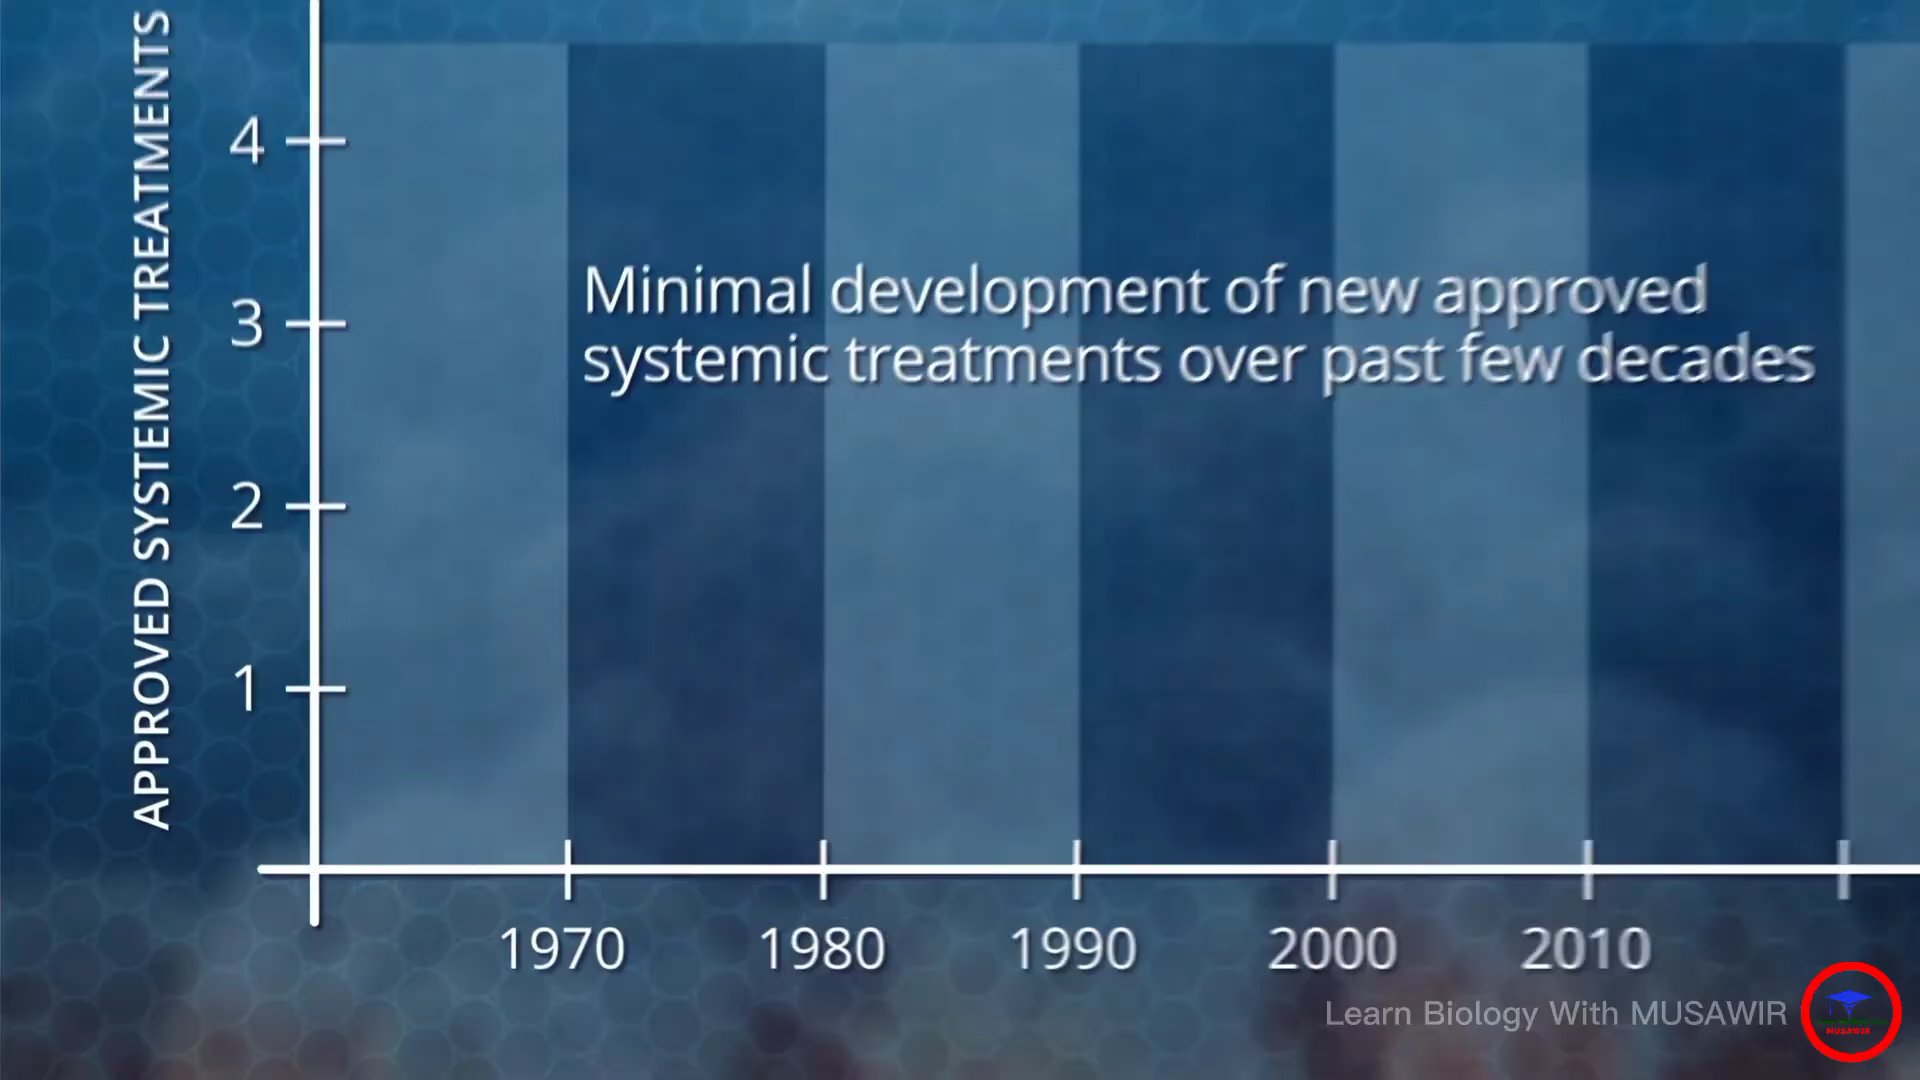 APPROVED SYSTEMIC TREATMENTS
4
3
2
1
Minimal development of new approved
systemic treatments over past few decades
1970 1980 1990 2000 2010
Learn Biology With MUSAWIR
MUSAWIR